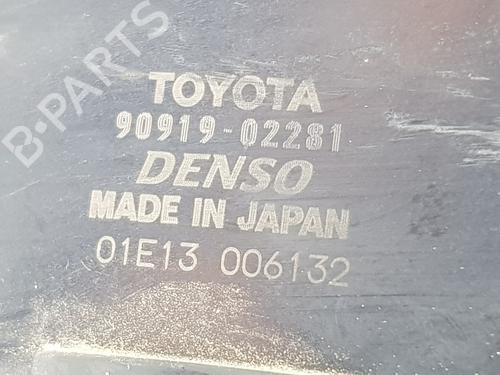 B-PARTS
TOYOTA
90919-02281
DENSO
MADE IN JAPAN
01E13 006132